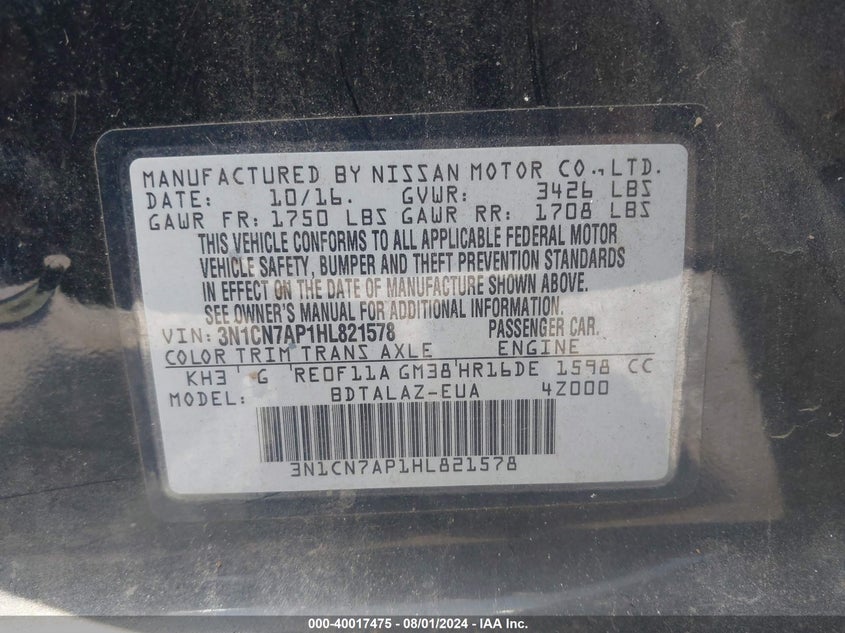 MANUFACTURED BY NISSAN MOTOR CO., LTD.
DATE: 10/16. GVWR: 3426 LBS
GAWR FR: 1750 LBS GAWR RR: 1708 LBS
THIS VEHICLE CONFORMS TO ALL APPLICABLE FEDERAL MOTOR
VEHICLE SAFETY, BUMPER AND THEFT PREVENTION STANDARDS
IN EFFECT ON THE DATE OF MANUFACTURE SHOWN ABOVE.
SEE OWNER'S MANUAL FOR ADDITIONAL INFORMATION.
VIN: 3N1CN7AP1HL821578 PASSENGER CAR.
COLOR TRIM TRANS AXLE ENGINE
KH3 G RE0F11A GM38 HR16DE 1598 CC
MODEL: BDTALAZ-EUA 4Z000
3N1CN7AP1HL821578
000-40017475 - 08/01/2024 - IAA Inc.